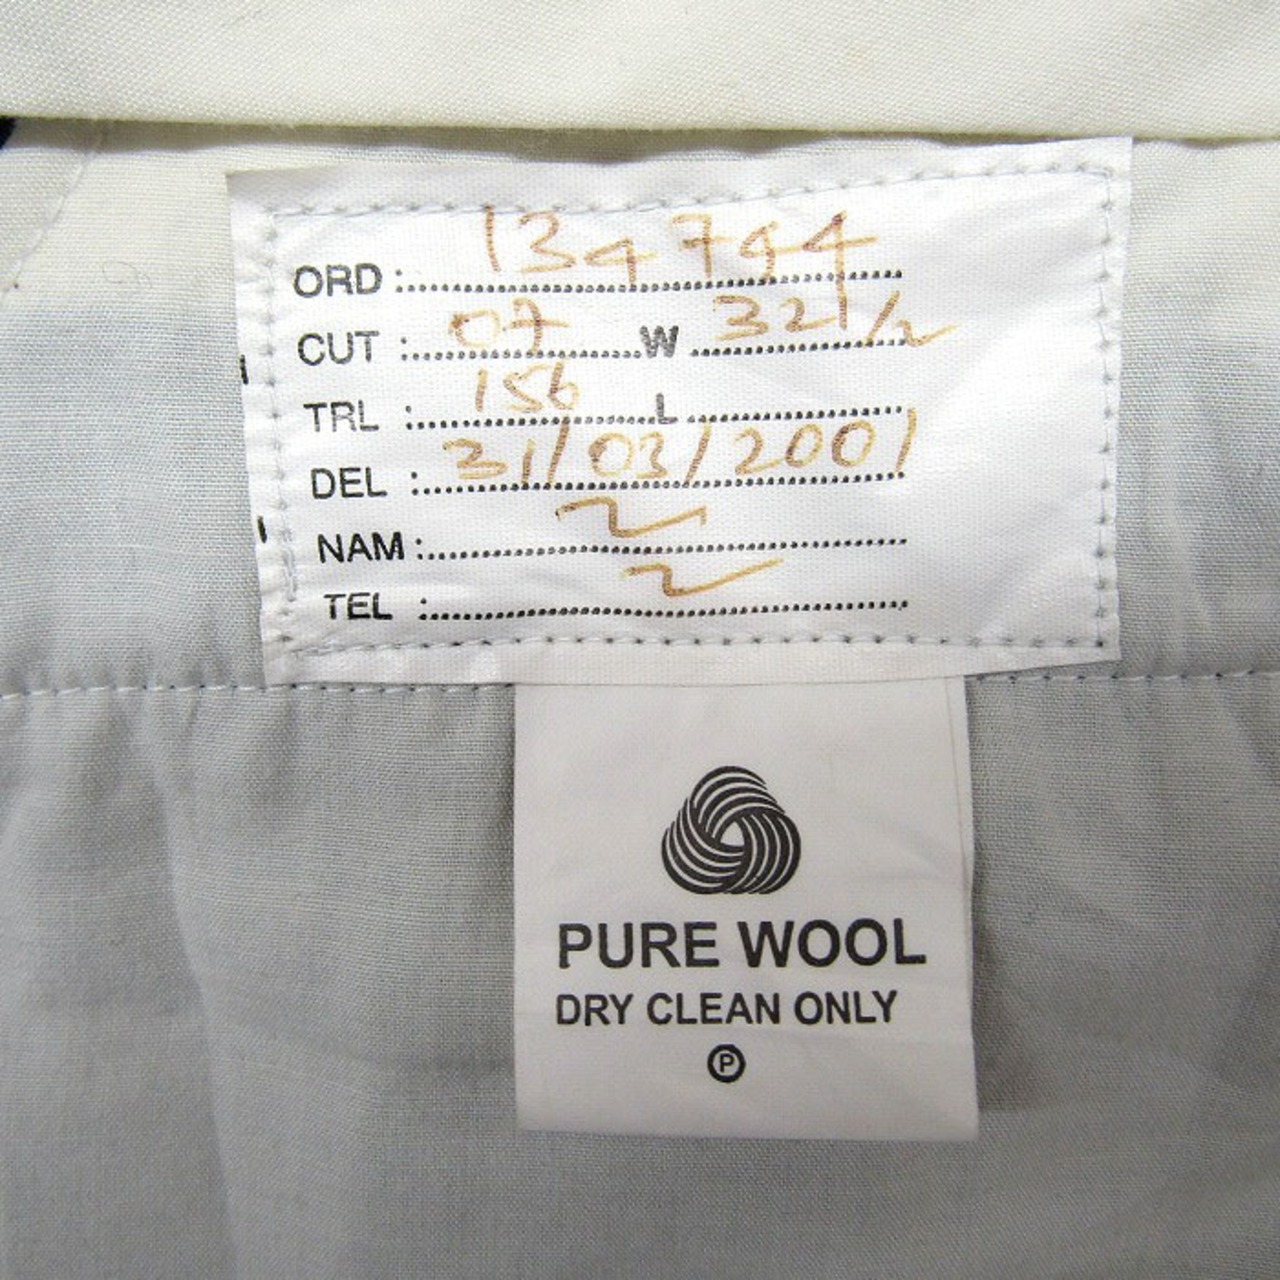 ORD : 134744
CUT : 07 W 32 1/2
TRL : 156 L
DEL : 31/03/2001
NAM :
TEL :
PURE WOOL
DRY CLEAN ONLY
P